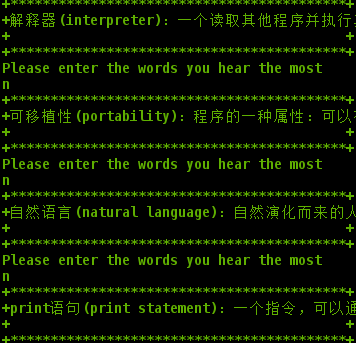 +******************************************+
+解释器(interpreter): 一个读取其他程序并执行
+ +
+******************************************+
Please enter the words you hear the most
n
+******************************************+
+可移植性(portability): 程序的一种属性: 可以
+ +
+******************************************+
Please enter the words you hear the most
n
+******************************************+
+自然语言(natural language): 自然演化而来的人
+ +
+******************************************+
Please enter the words you hear the most
n
+******************************************+
+print语句(print statement): 一个指令, 可以通
+ +
+******************************************+